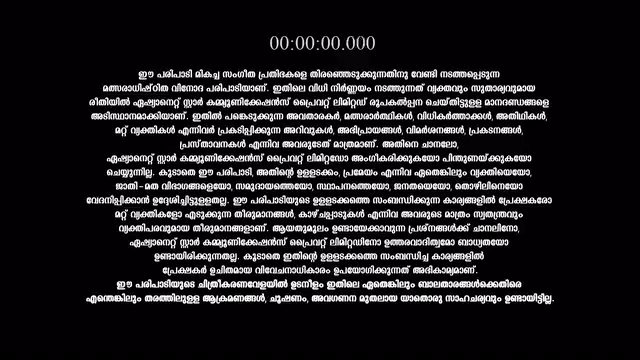 00:00:00.000
ഈ പരിപാടി മികച്ച സംഗീത പ്രതിഭകളെ തിരഞ്ഞെടുക്കുന്നതിനു വേണ്ടി നടത്തപ്പെടുന്ന
മത്സരാധിഷ്ഠിത വിനോദ പരിപാടിയാണ്. ഇതിലെ വിധി നിർണ്ണയം നടത്തുന്നത് വ്യക്തവും സുതാര്യവുമായ
രീതിയിൽ ഏഷ്യാനെറ്റ് സ്റ്റാർ കമ്മ്യൂണിക്കേഷൻസ് പ്രൈവറ്റ് ലിമിറ്റഡ് രൂപകൽപ്പന ചെയ്തിട്ടുള്ള മാനദണ്ഡങ്ങളെ
അടിസ്ഥാനമാക്കിയാണ്. ഇതിൽ പങ്കെടുക്കുന്ന അവതാരകർ, മത്സരാർത്ഥികൾ, വിധികർത്താക്കൾ, അതിഥികൾ,
മറ്റ് വ്യക്തികൾ എന്നിവർ പ്രകടിപ്പിക്കുന്ന അറിവുകൾ, അഭിപ്രായങ്ങൾ, വിമർശനങ്ങൾ, പ്രകടനങ്ങൾ,
പ്രസ്താവനകൾ എന്നിവ അവരുടേത് മാത്രമാണ്. അതിനെ ചാനലോ,
ഏഷ്യാനെറ്റ് സ്റ്റാർ കമ്മ്യൂണിക്കേഷൻസ് പ്രൈവറ്റ് ലിമിറ്റഡോ അംഗീകരിക്കുകയോ പിന്തുണയ്ക്കുകയോ
ചെയ്യുന്നില്ല. കൂടാതെ ഈ പരിപാടി, അതിന്റെ ഉള്ളടക്കം, പ്രമേയം എന്നിവ ഏതെങ്കിലും വ്യക്തിയെയോ,
ജാതി-മത വിഭാഗങ്ങളെയോ, സമുദായത്തെയോ, സ്ഥാപനത്തെയോ, ജനതയെയോ, തൊഴിലിനെയോ
വേദനിപ്പിക്കാൻ ഉദ്ദേശിച്ചിട്ടുള്ളതല്ല. ഈ പരിപാടിയുടെ ഉള്ളടക്കത്തെ സംബന്ധിക്കുന്ന കാര്യങ്ങളിൽ പ്രേക്ഷകരോ
മറ്റ് വ്യക്തികളോ എടുക്കുന്ന തീരുമാനങ്ങൾ, കാഴ്ചപ്പാടുകൾ എന്നിവ അവരുടെ മാത്രം സ്വതന്ത്രവും
വ്യക്തിപരവുമായ തീരുമാനങ്ങളാണ്. ആയതുമൂലം ഉണ്ടായേക്കാവുന്ന പ്രശ്നങ്ങൾക്ക് ചാനലിനോ,
ഏഷ്യാനെറ്റ് സ്റ്റാർ കമ്മ്യൂണിക്കേഷൻസ് പ്രൈവറ്റ് ലിമിറ്റഡിനോ ഉത്തരവാദിത്വമോ ബാധ്യതയോ
ഉണ്ടായിരിക്കുന്നതല്ല. കൂടാതെ ഇതിന്റെ ഉള്ളടക്കത്തെ സംബന്ധിച്ച കാര്യങ്ങളിൽ
പ്രേക്ഷകർ ഉചിതമായ വിവേചനാധികാരം ഉപയോഗിക്കുന്നത് അഭികാമ്യമാണ്.
ഈ പരിപാടിയുടെ ചിത്രീകരണവേളയിൽ ഉടനീളം ഇതിലെ ഏതെങ്കിലും ബാലതാരങ്ങൾക്കെതിരെ
എന്തെങ്കിലും തരത്തിലുള്ള ആക്രമണങ്ങൾ, ചൂഷണം, അവഗണന മുതലായ യാതൊരു സാഹചര്യവും ഉണ്ടായിട്ടില്ല.